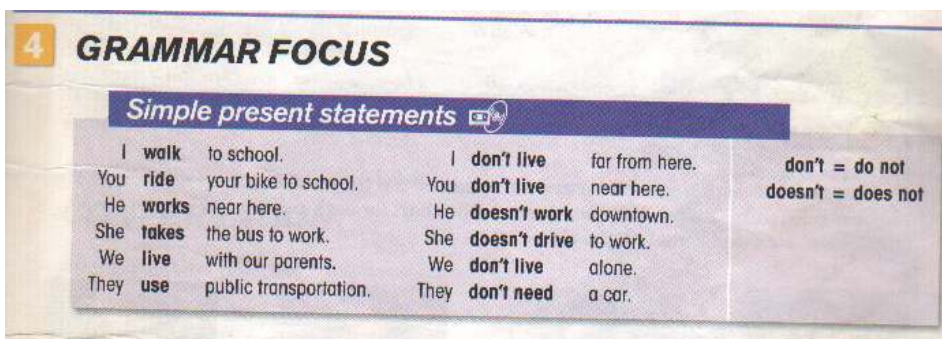 4 GRAMMAR FOCUS
Simple present statements
I walk to school. I don't live far from here. don't = do not
You ride your bike to school. You don't live near here. doesn't = does not
He works near here. He doesn't work downtown.
She takes the bus to work. She doesn't drive to work.
We live with our parents. We don't live alone.
They use public transportation. They don't need a car.